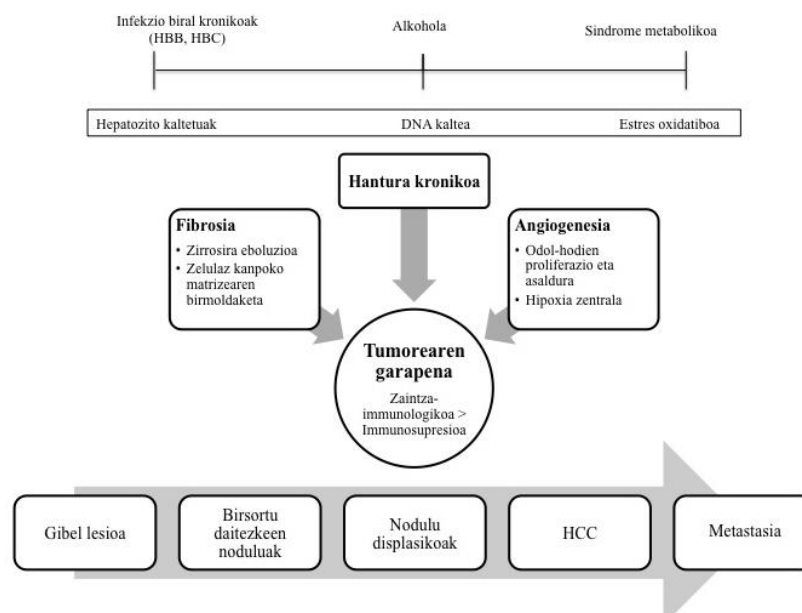 Infekzio biral kronikoak
(HBB, HBC)
Alkohola
Sindrome metabolikoa
Hepatozito kaltetuak
DNA kaltea
Estres oxidatiboa
Hantura kronikoa
Fibrosia
• Zirrosira eboluzioa
• Zelulaz kanpoko
matrizearen
birmoldaketa
Angiogenesia
• Odol-hodien
proliferazio eta
asaldura
• Hipoxia zentrala
Tumorearen
garapena
Zaintza-
immunologikoa >
Immunosupresioa
Gibel lesioa
Birsortu
daitezkeen
noduluak
Nodulu
displasikoak
HCC
Metastasia